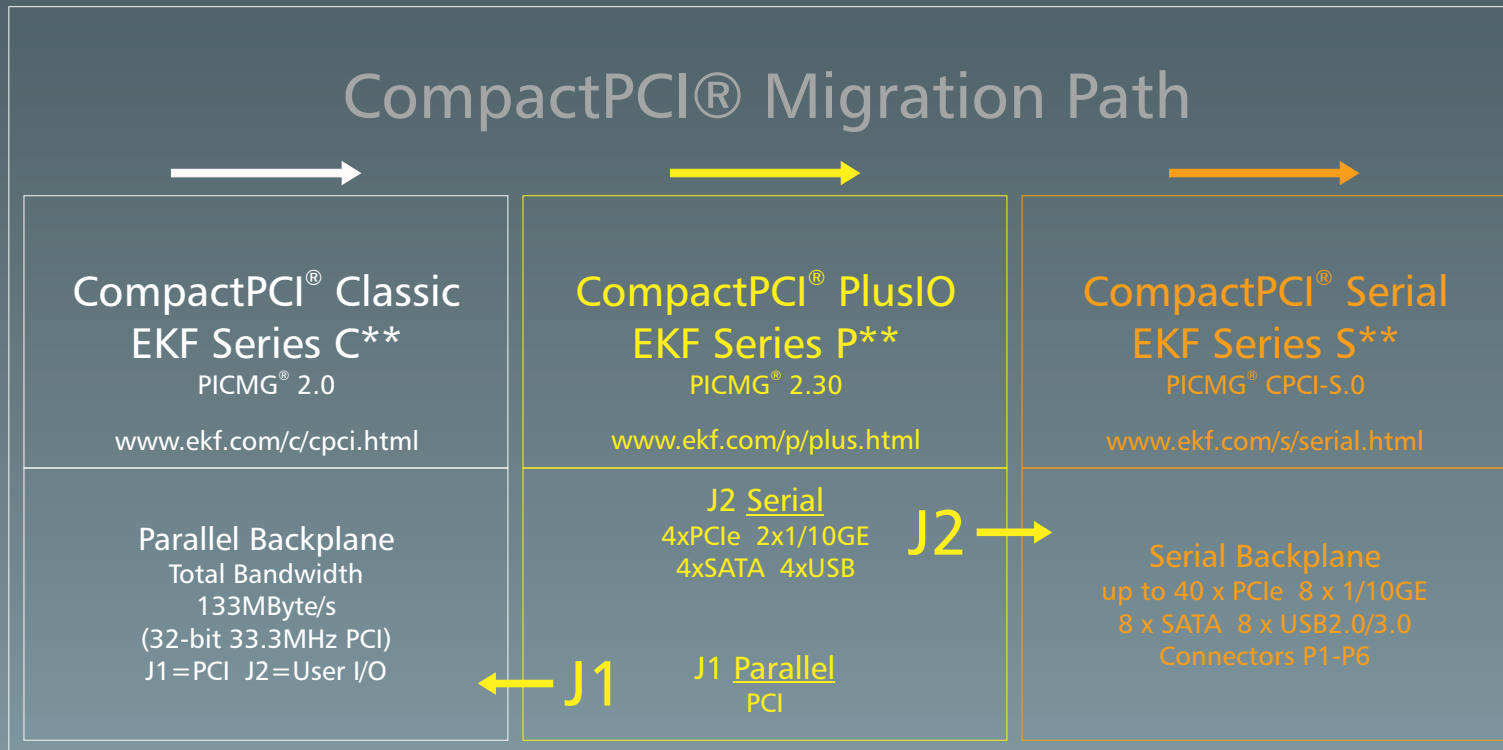 CompactPCI® Migration Path
CompactPCI® Classic
EKF Series C**
PICMG® 2.0
www.ekf.com/c/cpci.html
Parallel Backplane
Total Bandwidth
133MByte/s
(32-bit 33.3MHz PCI)
J1=PCI J2=User I/O
CompactPCI® PlusIO
EKF Series P**
PICMG® 2.30
www.ekf.com/p/plus.html
J2 Serial
4xPCIe 2x1/10GE
4xSATA 4xUSB
J2
J1
J1 Parallel
PCI
CompactPCI® Serial
EKF Series S**
PICMG® CPCI-S.0
www.ekf.com/s/serial.html
Serial Backplane
up to 40 x PCIe 8 x 1/10GE
8 x SATA 8 x USB2.0/3.0
Connectors P1-P6